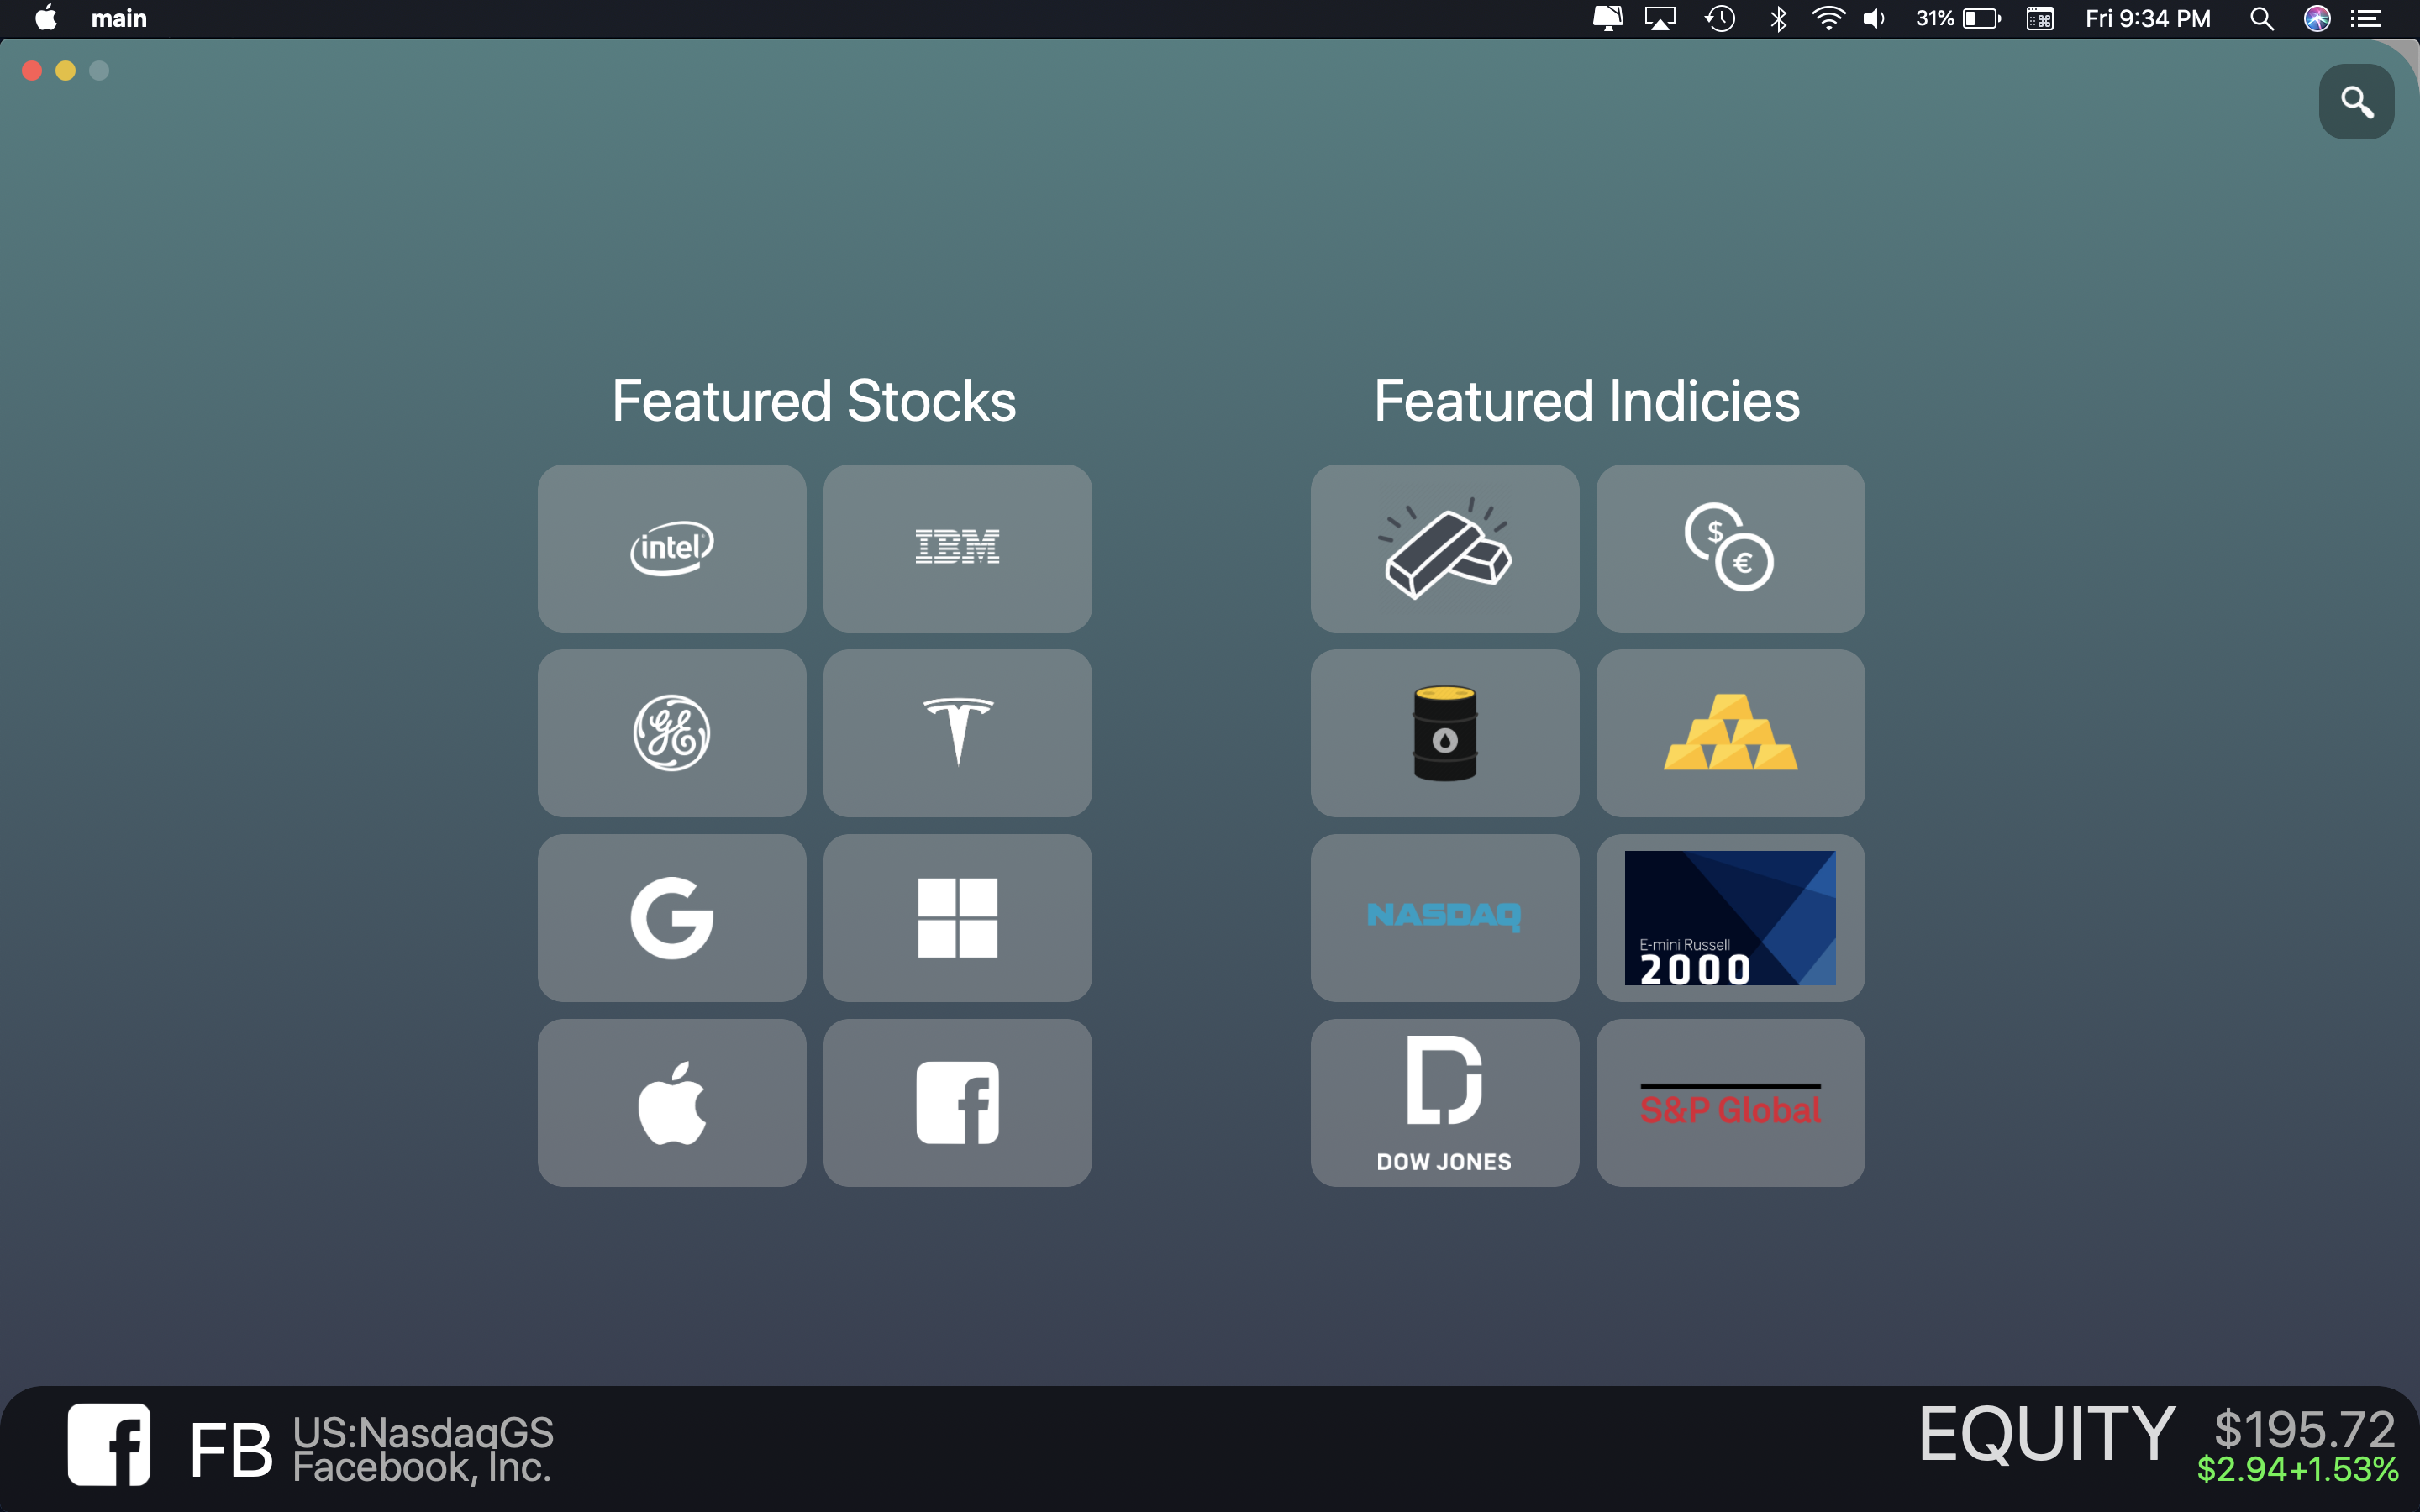 main
31%
Fri 9:34 PM
Featured Stocks
Featured Indicies
intel
IBM
$
€
GE
G
NASDAQ
E-mini Russell
2000
DOW JONES
S&P Global
FB
US:NasdaqGS
Facebook, Inc.
EQUITY
$195.72
$2.94+1.53%